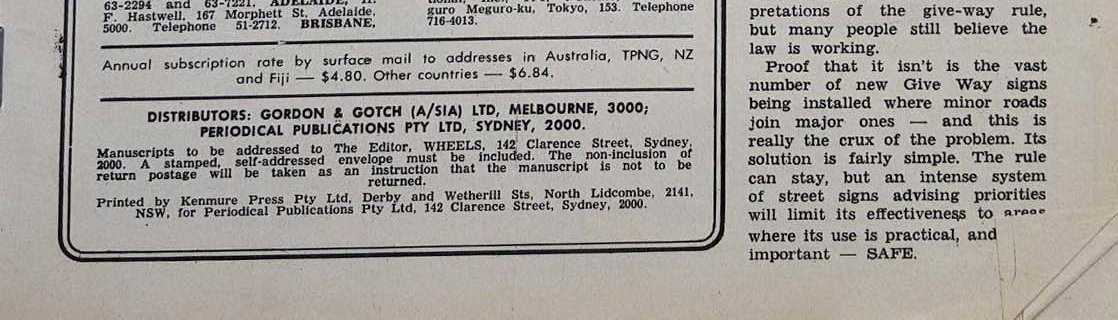 63-2294 and 63-7221. ADELAIDE,
F. Hastwell, 167 Morphett St, Adelaide,
5000. Telephone 51-2712. BRISBANE,
guro Meguro-ku, Tokyo, 153. Telephone
716-4013.
Annual subscription rate by surface mail to addresses in Australia, TPNG, NZ
and Fiji — $4.80. Other countries — $6.84.
DISTRIBUTORS: GORDON & GOTCH (A/SIA) LTD, MELBOURNE, 3000;
PERIODICAL PUBLICATIONS PTY LTD, SYDNEY, 2000.
Manuscripts to be addressed to The Editor, WHEELS, 142 Clarence Street, Sydney,
2000. A stamped, self-addressed envelope must be included. The non-inclusion of
return postage will be taken as an instruction that the manuscript is not to be
returned.
Printed by Kenmure Press Pty Ltd, Derby and Wetherill Sts, North Lidcombe, 2141,
NSW, for Periodical Publications Pty Ltd, 142 Clarence Street, Sydney, 2000.
pretations of the give-way rule,
but many people still believe the
law is working.
Proof that it isn't is the vast
number of new Give Way signs
being installed where minor roads
join major ones — and this is
really the crux of the problem. Its
solution is fairly simple. The rule
can stay, but an intense system
of street signs advising priorities
will limit its effectiveness to
where its use is practical, and
important — SAFE.